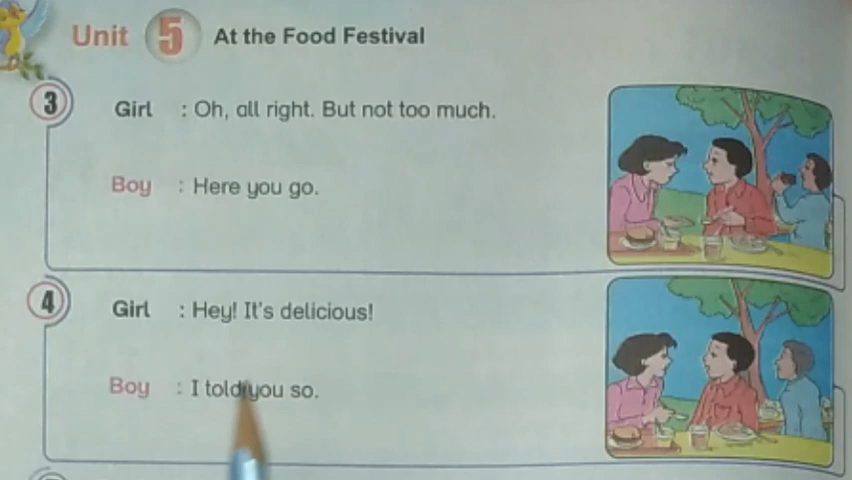 Unit 5 At the Food Festival
3 Girl : Oh, all right. But not too much.
Boy : Here you go.
4 Girl : Hey! It's delicious!
Boy : I told you so.